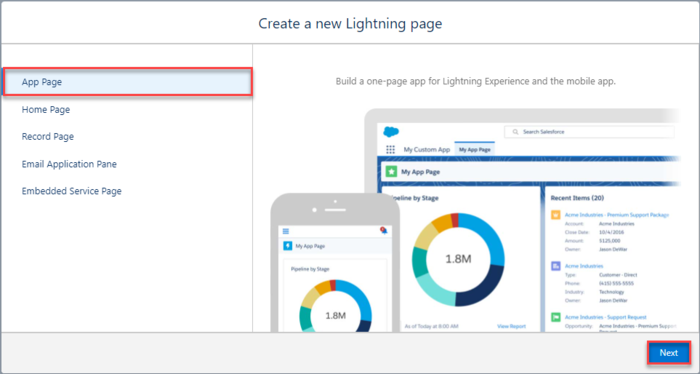 Create a new Lightning page
App Page
Home Page
Record Page
Email Application Pane
Embedded Service Page
Build a one-page app for Lightning Experience and the mobile app.
Search Salesforce
My Custom App
My App Page
My App Page
Pipeline by Stage
1.8M
As of Today at 8:00 AM
View Report
Recent Items (20)
Acme Industries - Premium Support Package
Account: Acme Industries
Close Date: 10/4/2016
Amount: $125,000
Owner: Jason DeWar
Acme Industries
Type: Customer - Direct
Phone: (415) 555-5555
Industry: Technology
Owner: Jason DeWar
Acme Industries - Support Request
Opportunity: Acme Industries - Premium Support
My App Page
Pipeline by Stage
1.8M
Next